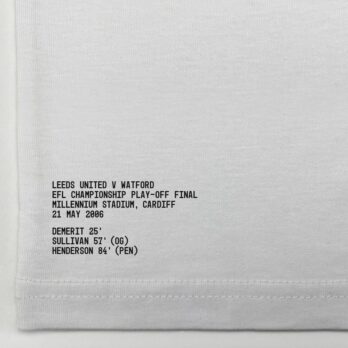 LEEDS UNITED V WATFORD
EFL CHAMPIONSHIP PLAY-OFF FINAL
MILLENNIUM STADIUM, CARDIFF
21 MAY 2006
DEMERIT 25'
SULLIVAN 57' (OG)
HENDERSON 84' (PEN)